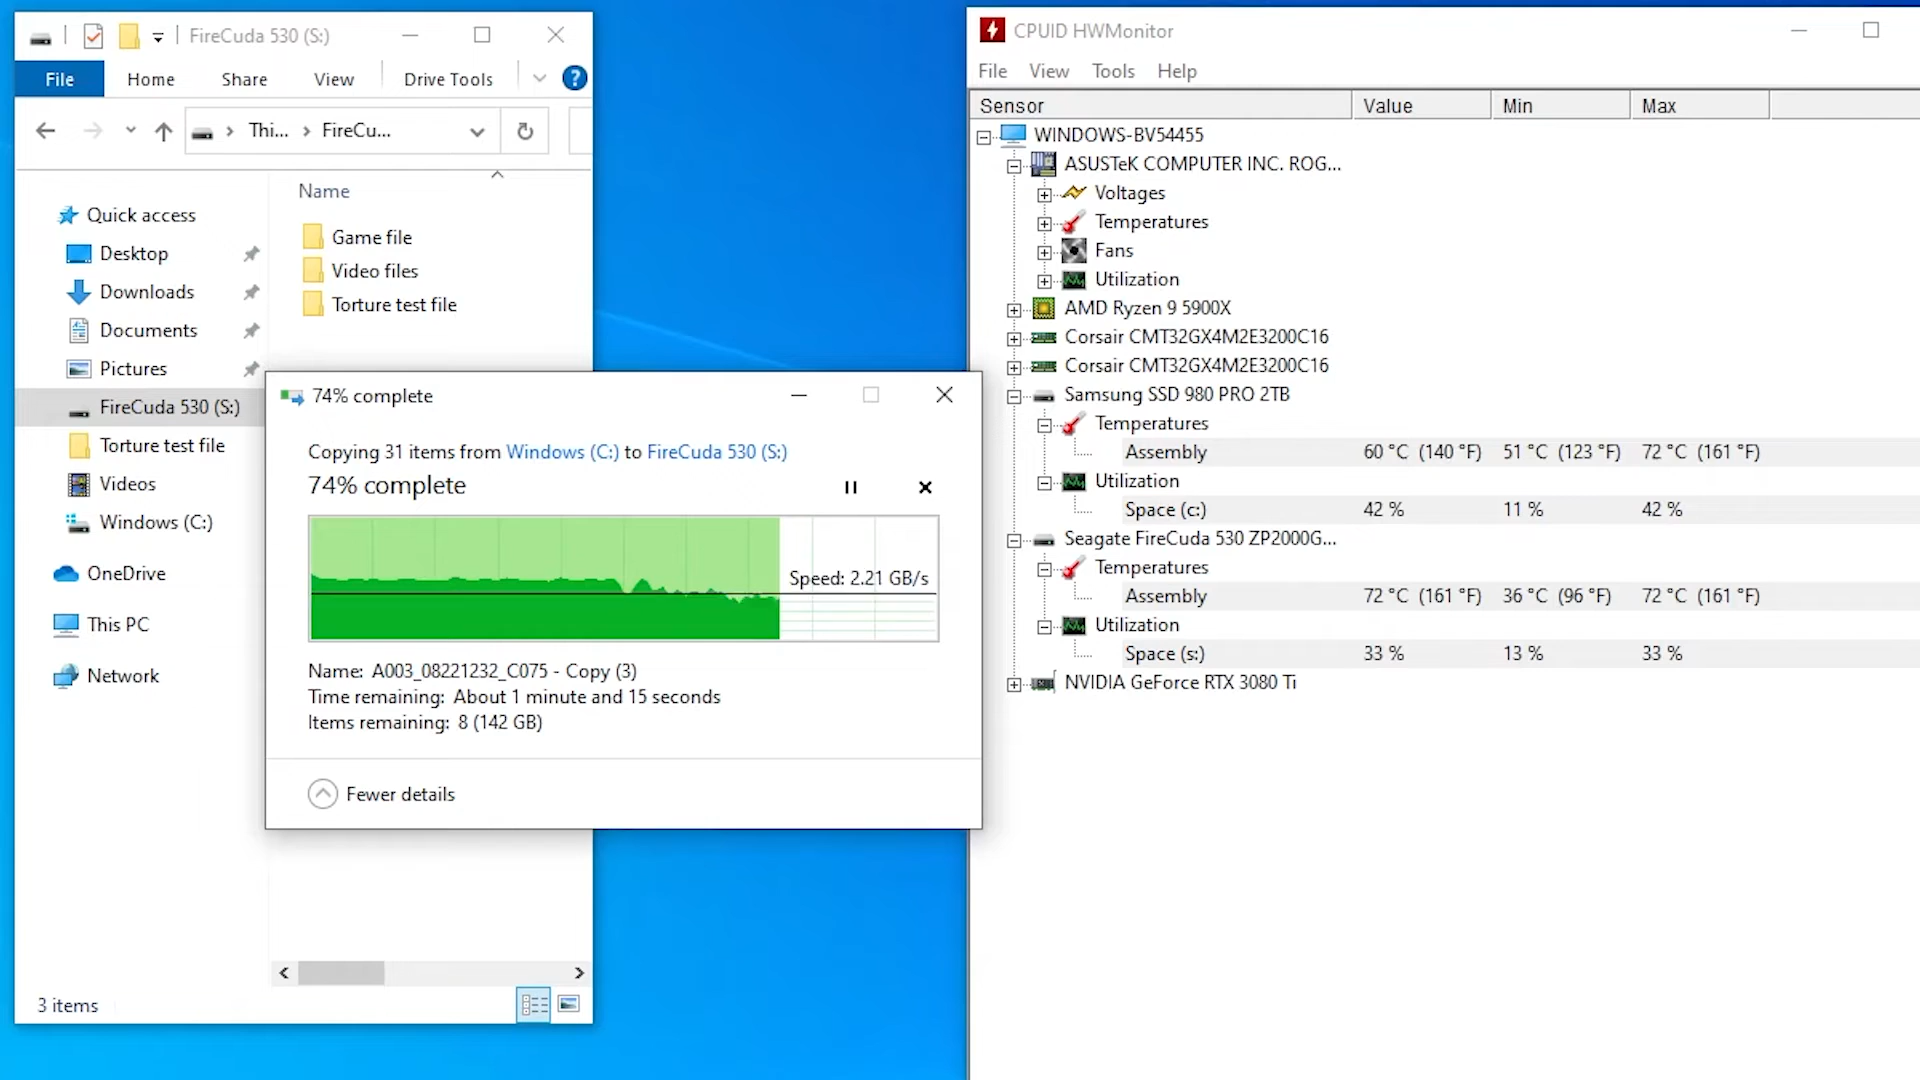 FireCuda 530 (S:)
File Home Share View Drive Tools
Thi... FireCu...
Name
Quick access
Desktop
Downloads
Documents
Pictures
FireCuda 530 (S:)
Torture test file
Videos
Windows (C:)
OneDrive
This PC
Network
Game file
Video files
Torture test file
3 items
74% complete
Copying 31 items from Windows (C:) to FireCuda 530 (S:)
74% complete
Speed: 2.21 GB/s
Name: A003_08221232_C075 - Copy (3)
Time remaining: About 1 minute and 15 seconds
Items remaining: 8 (142 GB)
Fewer details
CPUID HWMonitor
File View Tools Help
Sensor Value Min Max
WINDOWS-BV54455
ASUSTeK COMPUTER INC. ROG...
Voltages
Temperatures
Fans
Utilization
AMD Ryzen 9 5900X
Corsair CMT32GX4M2E3200C16
Corsair CMT32GX4M2E3200C16
Samsung SSD 980 PRO 2TB
Temperatures
Assembly 60 °C (140 °F) 51 °C (123 °F) 72 °C (161 °F)
Utilization
Space (c:) 42 % 11 % 42 %
Seagate FireCuda 530 ZP2000G...
Temperatures
Assembly 72 °C (161 °F) 36 °C (96 °F) 72 °C (161 °F)
Utilization
Space (s:) 33 % 13 % 33 %
NVIDIA GeForce RTX 3080 Ti